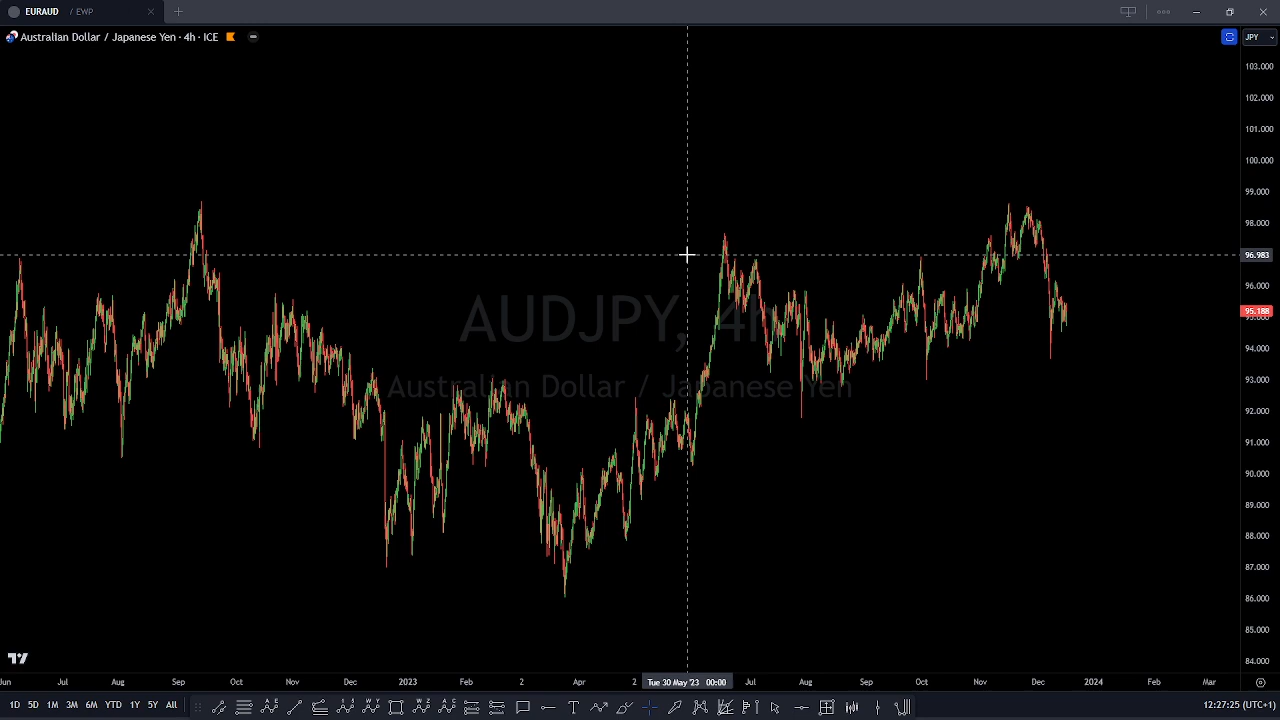 EURAUD / EWP
Australian Dollar / Japanese Yen · 4h · ICE
JPY
103.000
102.000
101.000
100.000
99.000
98.000
96.983
96.000
95.188
95.000
94.000
93.000
92.000
91.000
90.000
89.000
88.000
87.000
86.000
85.000
84.000
AUDJPY, 4h
Australian Dollar / Japanese Yen
Jun Jul Aug Sep Oct Nov Dec 2023 Feb 2 Apr 2 Tue 30 May '23 00:00 Jul Aug Sep Oct Nov Dec 2024 Feb Mar
1D 5D 1M 3M 6M YTD 1Y 5Y All
12:27:25 (UTC+1)